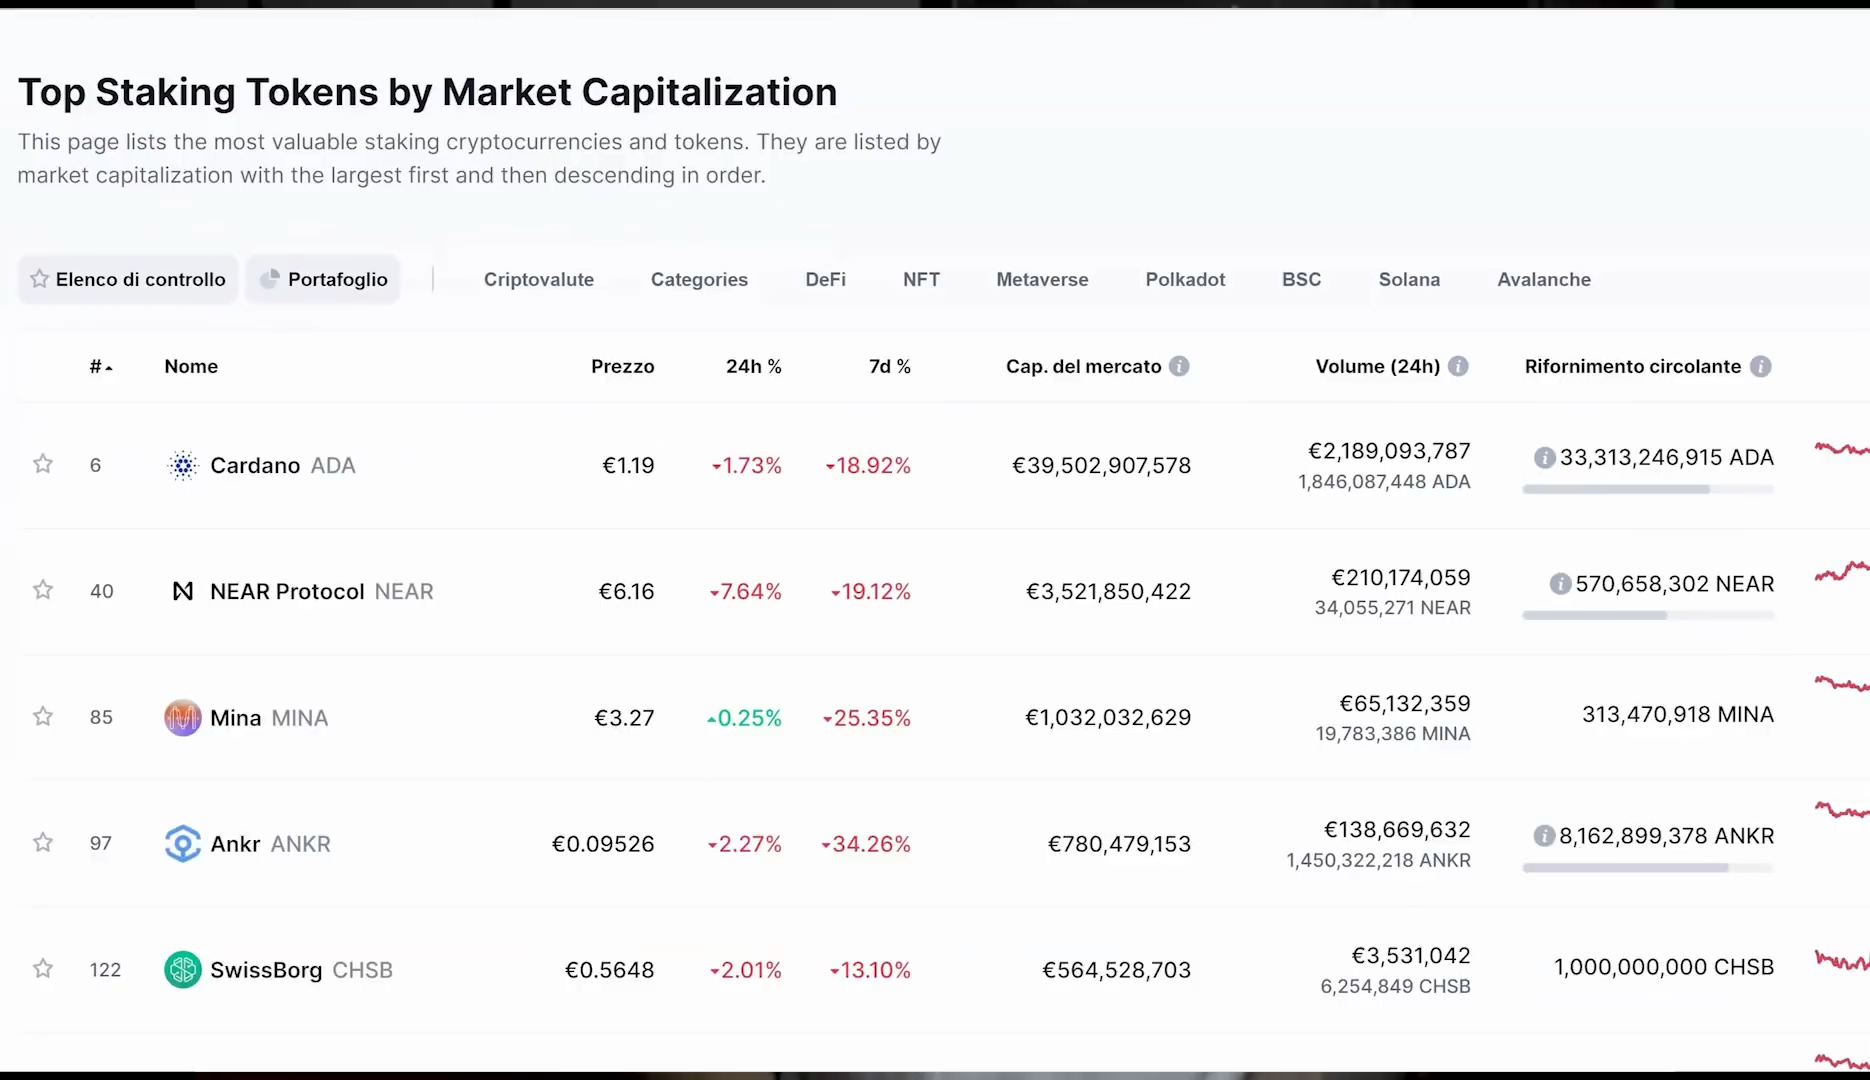 Top Staking Tokens by Market Capitalization
This page lists the most valuable staking cryptocurrencies and tokens. They are listed by
market capitalization with the largest first and then descending in order.
Elenco di controllo Portafoglio Criptovalute Categories DeFi NFT Metaverse Polkadot BSC Solana Avalanche
# Nome Prezzo 24h % 7d % Cap. del mercato Volume (24h) Rifornimento circolante
6 Cardano ADA €1.19 1.73% 18.92% €39,502,907,578 €2,189,093,787 33,313,246,915 ADA
1,846,087,448 ADA
40 NEAR Protocol NEAR €6.16 7.64% 19.12% €3,521,850,422 €210,174,059 570,658,302 NEAR
34,055,271 NEAR
85 Mina MINA €3.27 0.25% 25.35% €1,032,032,629 €65,132,359 313,470,918 MINA
19,783,386 MINA
97 Ankr ANKR €0.09526 2.27% 34.26% €780,479,153 €138,669,632 8,162,899,378 ANKR
1,450,322,218 ANKR
122 SwissBorg CHSB €0.5648 2.01% 13.10% €564,528,703 €3,531,042 1,000,000,000 CHSB
6,254,849 CHSB